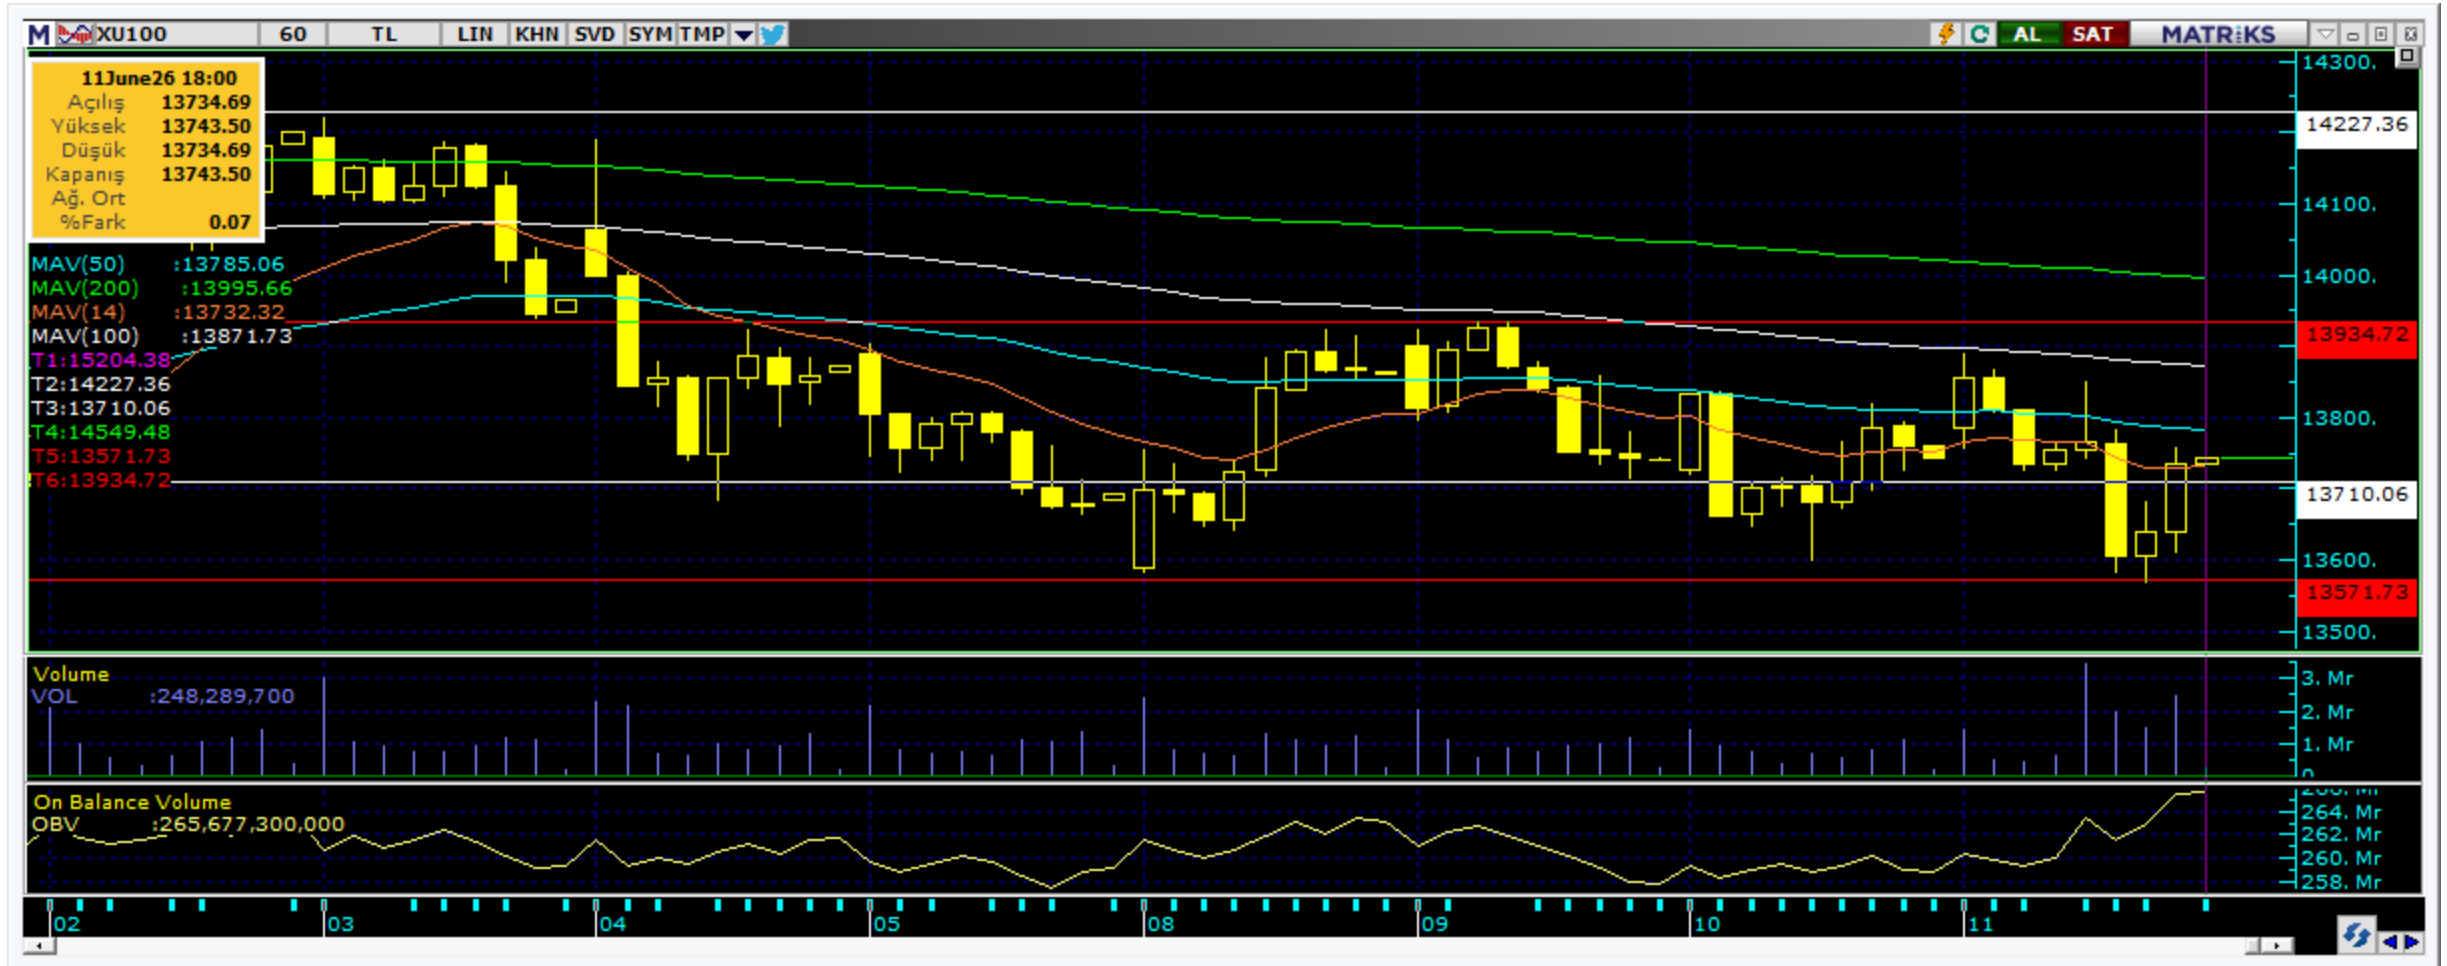 M XU100 60 TL LIN KHN SVD SYM TMP AL SAT MATRiKS
11June26 18:00
Açılış 13734.69
Yüksek 13743.50
Düşük 13734.69
Kapanış 13743.50
Ağ. Ort
%Fark 0.07
MAV(50) :13785.06
MAV(200) :13995.66
MAV(14) :13732.32
MAV(100) :13871.73
T1:15204.38
T2:14227.36
T3:13710.06
T4:14549.48
T5:13571.73
T6:13934.72
14300.
14227.36
14100.
14000.
13934.72
13800.
13710.06
13600.
13571.73
13500.
Volume
VOL :248,289,700
3. Mr
2. Mr
1. Mr
0
On Balance Volume
OBV :265,677,300,000
264. Mr
262. Mr
260. Mr
258. Mr
02 03 04 05 08 09 10 11